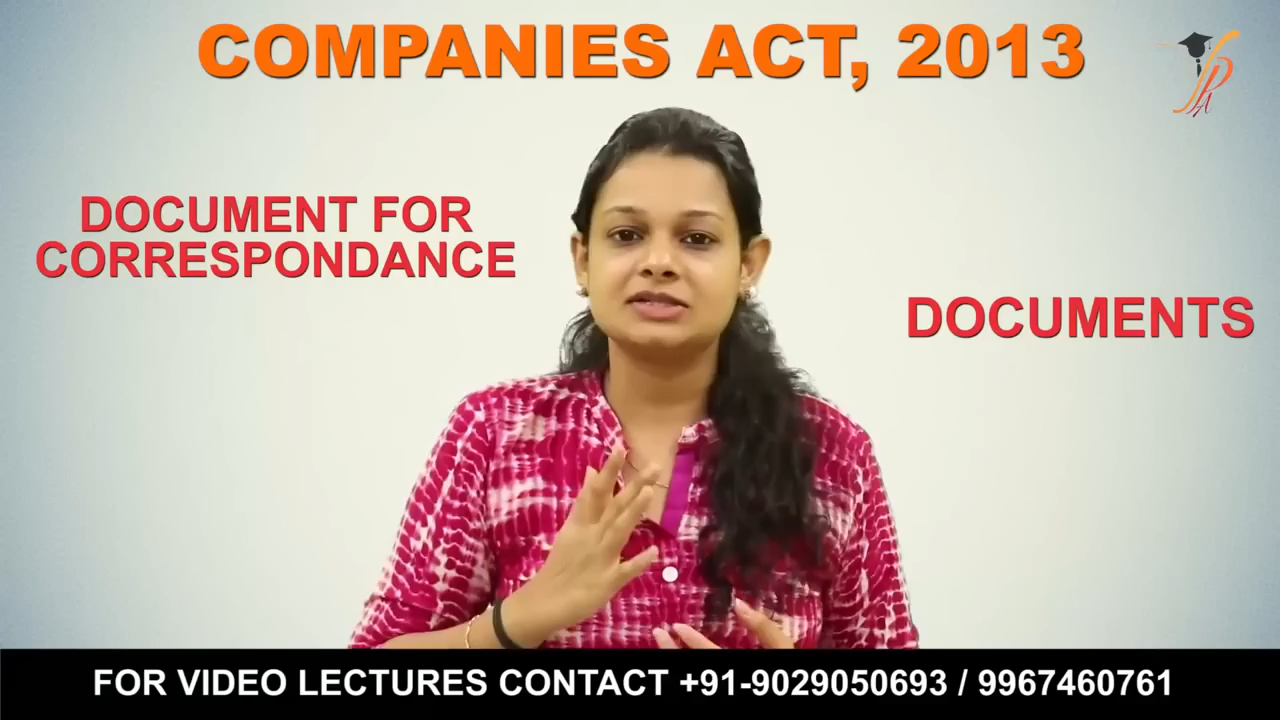 COMPANIES ACT, 2013
DOCUMENT FOR
CORRESPONDANCE
DOCUMENTS
FOR VIDEO LECTURES CONTACT +91-9029050693 / 9967460761